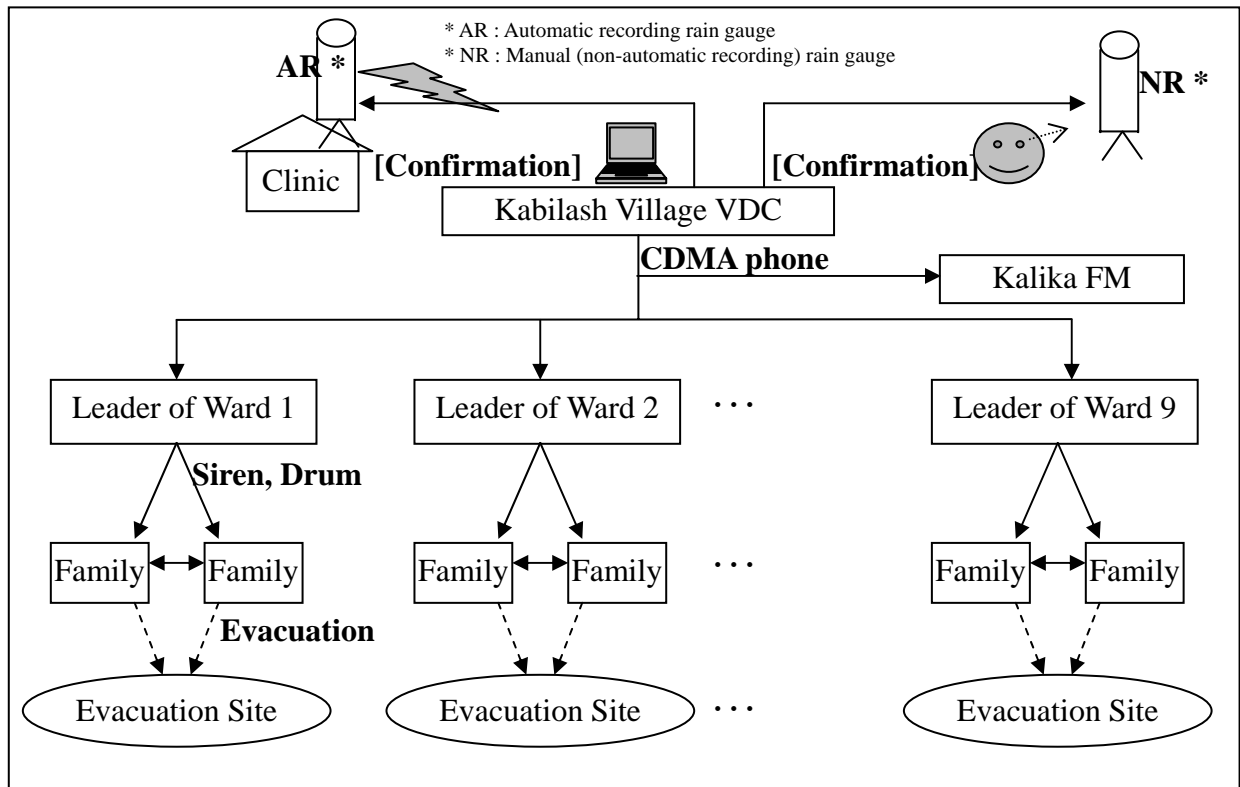 * AR : Automatic recording rain gauge
* NR : Manual (non-automatic recording) rain gauge
AR *
NR *
Clinic
[Confirmation]
[Confirmation]
Kabilash Village VDC
CDMA phone
Kalika FM
Leader of Ward 1
Leader of Ward 2
...
Leader of Ward 9
Siren, Drum
Family
Family
Family
Family
...
Family
Family
Evacuation
Evacuation Site
Evacuation Site
...
Evacuation Site